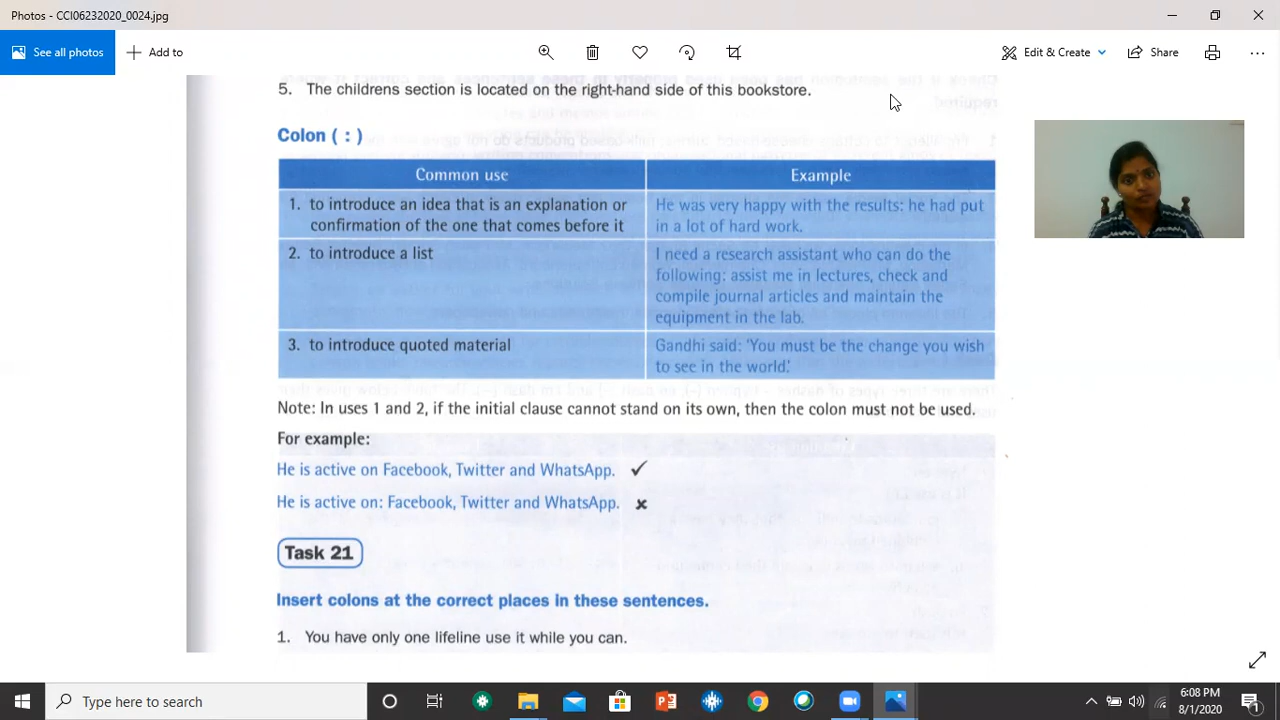 Photos - CCI06232020_0024.jpg
See all photos
Add to
Edit & Create
Share
5. The childrens section is located on the right-hand side of this bookstore.
Colon ( : )
Common use
Example
1. to introduce an idea that is an explanation or
confirmation of the one that comes before it
He was very happy with the results: he had put
in a lot of hard work.
2. to introduce a list
I need a research assistant who can do the
following: assist me in lectures, check and
compile journal articles and maintain the
equipment in the lab.
3. to introduce quoted material
Gandhi said: 'You must be the change you wish
to see in the world.'
Note: In uses 1 and 2, if the initial clause cannot stand on its own, then the colon must not be used.
For example:
He is active on Facebook, Twitter and WhatsApp. ✓
He is active on: Facebook, Twitter and WhatsApp. ×
Task 21
Insert colons at the correct places in these sentences.
1. You have only one lifeline use it while you can.
Type here to search
6:08 PM
8/1/2020